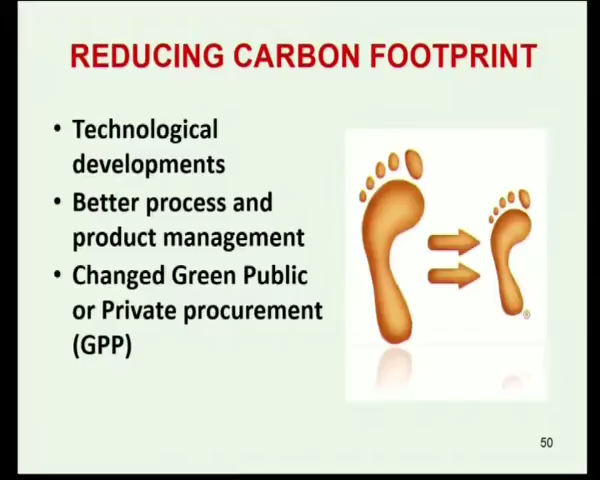 REDUCING CARBON FOOTPRINT
• Technological
developments
• Better process and
product management
• Changed Green Public
or Private procurement
(GPP)
®
50